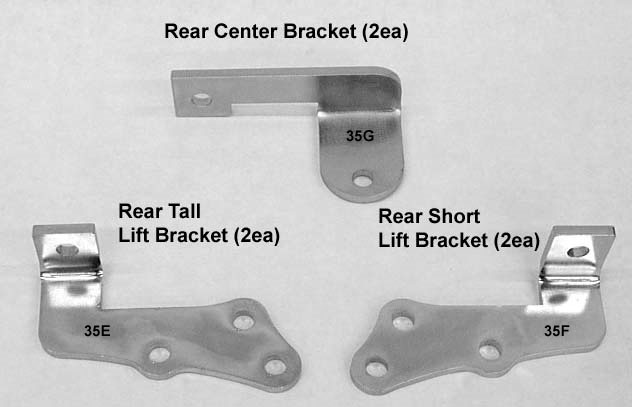 Rear Center Bracket (2ea)
35G
Rear Tall
Lift Bracket (2ea)
Rear Short
Lift Bracket (2ea)
35E
35F